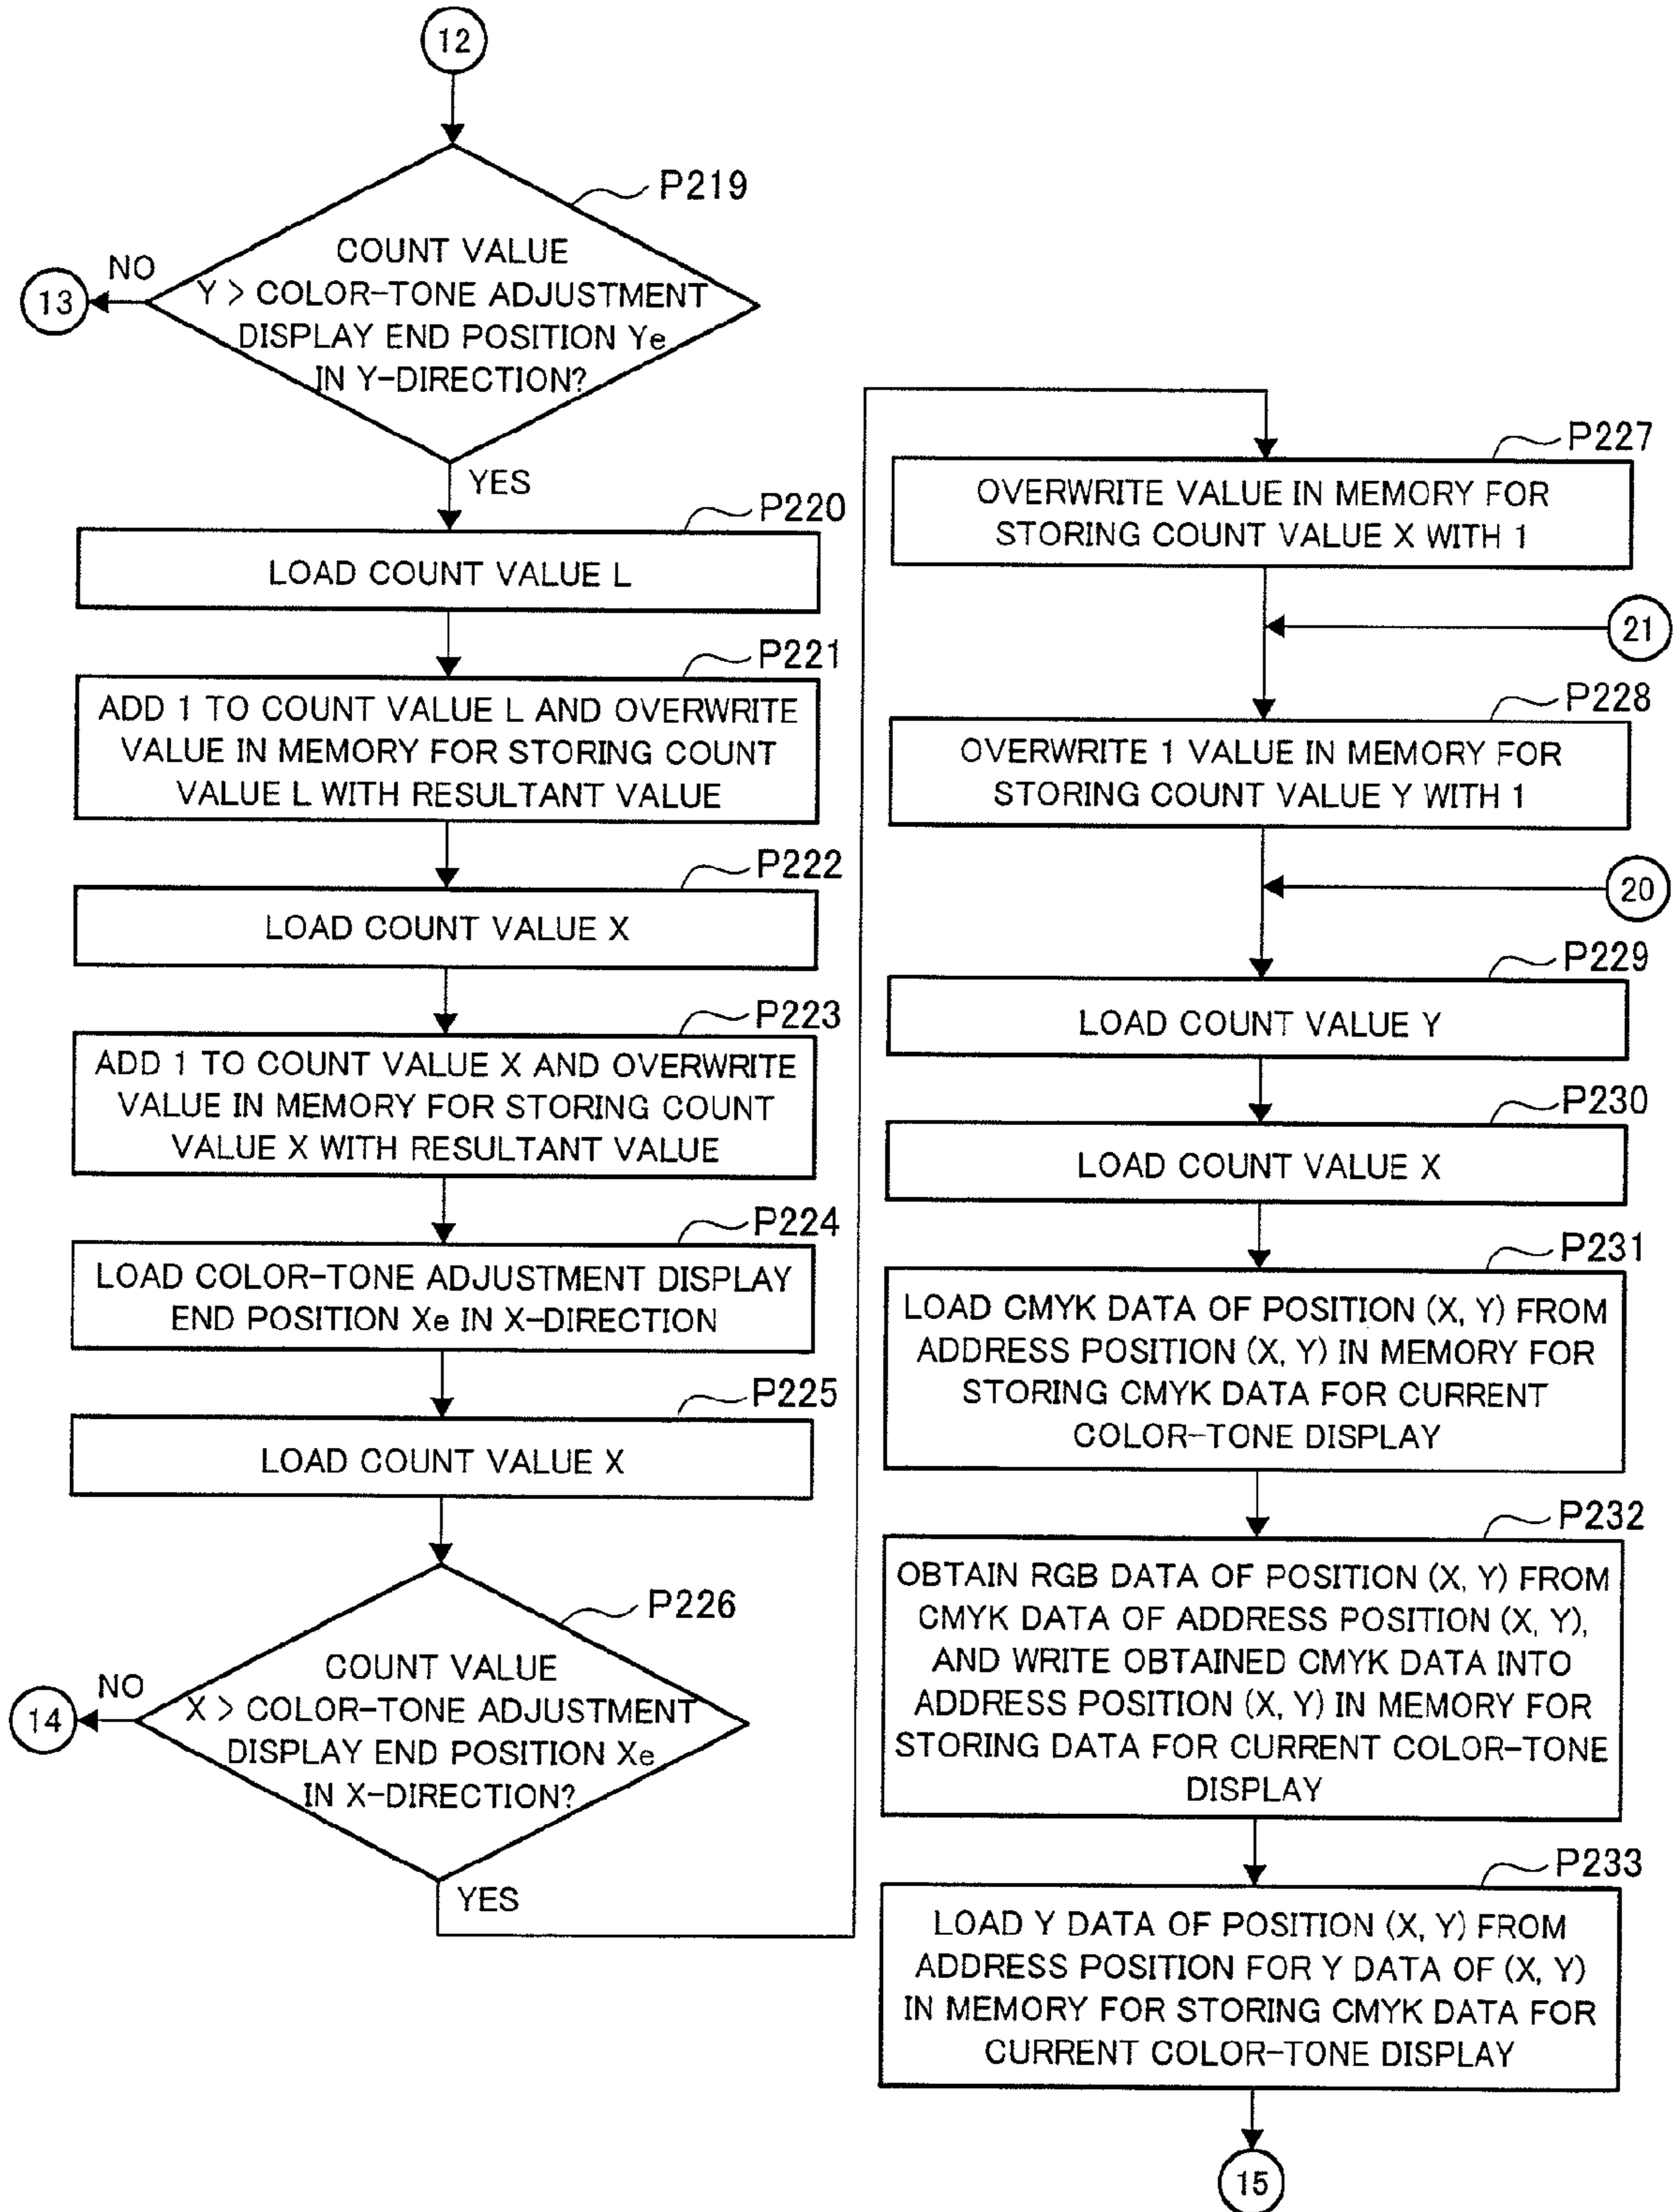 12
P219
COUNT VALUE
Y > COLOR-TONE ADJUSTMENT
DISPLAY END POSITION Ye
IN Y-DIRECTION?
NO
13
YES
P220
LOAD COUNT VALUE L
P221
ADD 1 TO COUNT VALUE L AND OVERWRITE
VALUE IN MEMORY FOR STORING COUNT
VALUE L WITH RESULTANT VALUE
P222
LOAD COUNT VALUE X
P223
ADD 1 TO COUNT VALUE X AND OVERWRITE
VALUE IN MEMORY FOR STORING COUNT
VALUE X WITH RESULTANT VALUE
P224
LOAD COLOR-TONE ADJUSTMENT DISPLAY
END POSITION Xe IN X-DIRECTION
P225
LOAD COUNT VALUE X
P226
COUNT VALUE
X > COLOR-TONE ADJUSTMENT
DISPLAY END POSITION Xe
IN X-DIRECTION?
NO
14
YES
P227
OVERWRITE VALUE IN MEMORY FOR
STORING COUNT VALUE X WITH 1
21
P228
OVERWRITE 1 VALUE IN MEMORY FOR
STORING COUNT VALUE Y WITH 1
20
P229
LOAD COUNT VALUE Y
P230
LOAD COUNT VALUE X
P231
LOAD CMYK DATA OF POSITION (X, Y) FROM
ADDRESS POSITION (X, Y) IN MEMORY FOR
STORING CMYK DATA FOR CURRENT
COLOR-TONE DISPLAY
P232
OBTAIN RGB DATA OF POSITION (X, Y) FROM
CMYK DATA OF ADDRESS POSITION (X, Y),
AND WRITE OBTAINED CMYK DATA INTO
ADDRESS POSITION (X, Y) IN MEMORY FOR
STORING DATA FOR CURRENT COLOR-TONE
DISPLAY
P233
LOAD Y DATA OF POSITION (X, Y) FROM
ADDRESS POSITION FOR Y DATA OF (X, Y)
IN MEMORY FOR STORING CMYK DATA FOR
CURRENT COLOR-TONE DISPLAY
15